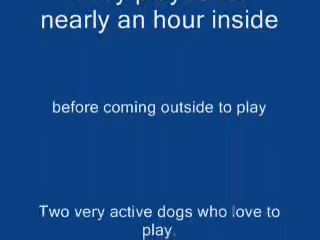 nearly an hour inside
before coming outside to play
Two very active dogs who love to
play.